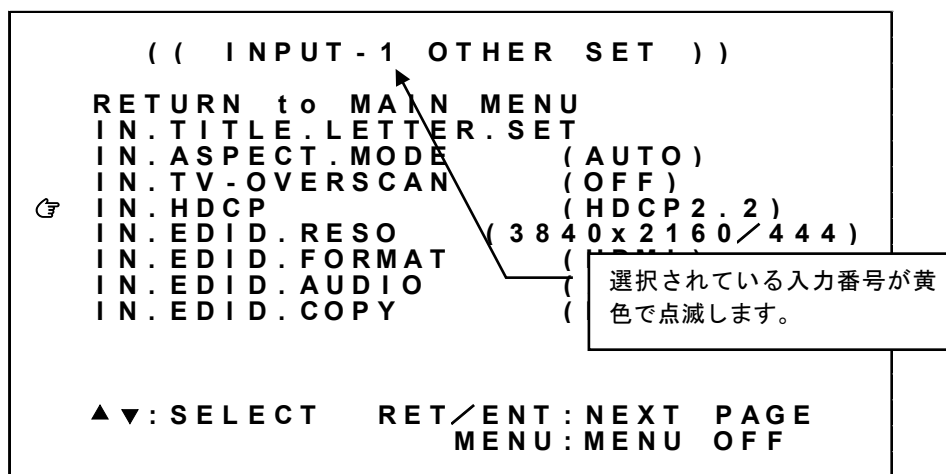 (( INPUT-1 OTHER SET ))
RETURN to MAIN MENU
IN.TITLE.LETTER.SET
IN.ASPECT.MODE (AUTO)
IN.TV-OVERSCAN (OFF)
IN.HDCP (HDCP2.2)
IN.EDID.RESO (3840x2160/444)
IN.EDID.FORMAT (
IN.EDID.AUDIO (
IN.EDID.COPY (
選択されている入力番号が黄
色で点滅します。
▲▼:SELECT RET/ENT:NEXT PAGE
MENU:MENU OFF